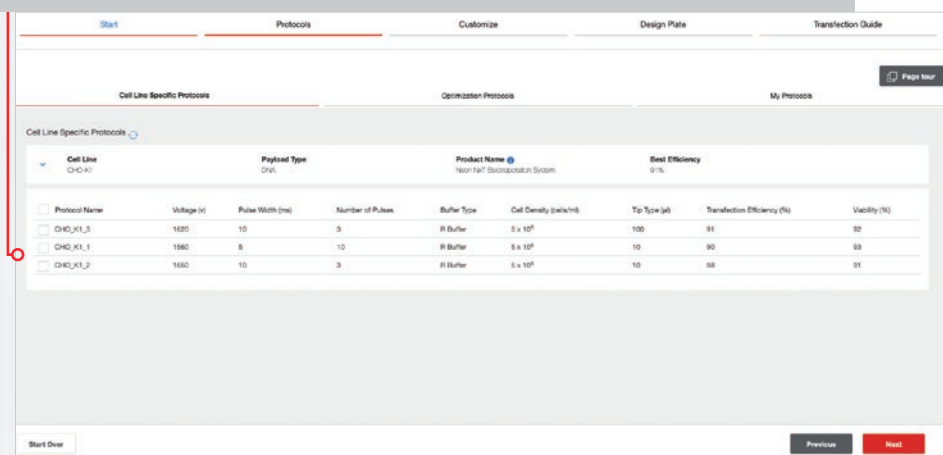 Start Protocols Customize Design Plate Transfection Guide
Page tour
Cell Line Specific Protocols Optimization Protocols My Protocols
Cell Line Specific Protocols
Cell Line Payload Type Product Name Best Efficiency
CHO-K1 DNA Neon NxT Electroporation System 91%
Protocol Name Voltage (v) Pulse Width (ms) Number of Pulses Buffer Type Cell Density (cells/ml) Tip Type (µl) Transfection Efficiency (%) Viability (%)
CHO_K1_3 1620 10 3 R Buffer 5 x 10⁶ 100 91 92
CHO_K1_1 1560 5 10 R Buffer 5 x 10⁶ 10 90 93
CHO_K1_2 1650 10 3 R Buffer 5 x 10⁶ 10 88 91
Start Over Previous Next